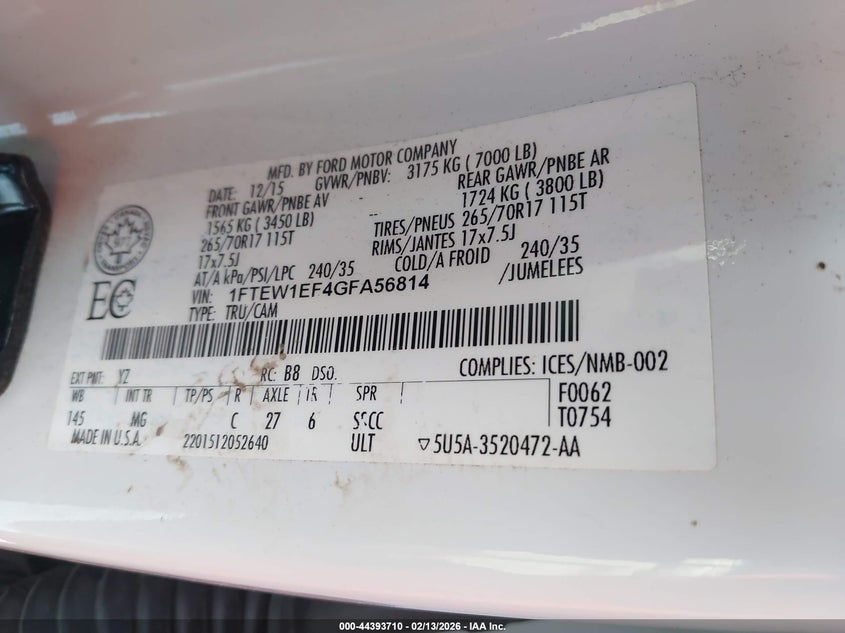 MFD. BY FORD MOTOR COMPANY
DATE: 12/15 GVWR/PNBV: 3175 KG ( 7000 LB)
FRONT GAWR/PNBE AV REAR GAWR/PNBE AR
1565 KG ( 3450 LB) 1724 KG ( 3800 LB)
265/70R17 115T TIRES/PNEUS 265/70R17 115T
17x7.5J RIMS/JANTES 17x7.5J
AT/A kPa/PSI/LPC 240/35 COLD/A FROID 240/35
VIN: 1FTEW1EF4GFA56814 /JUMELEES
TYPE: TRU/CAM
EC
EXT PNT: YZ RC: B8 DSO: COMPLIES: ICES/NMB-002
WB INT TR TP/PS R AXLE TR SPR F0062
145 MG C 27 6 T0754
MADE IN U.S.A. 2201512052640 ULT 5U5A-3520472-AA
000-44393710 - 02/13/2026 - IAA Inc.